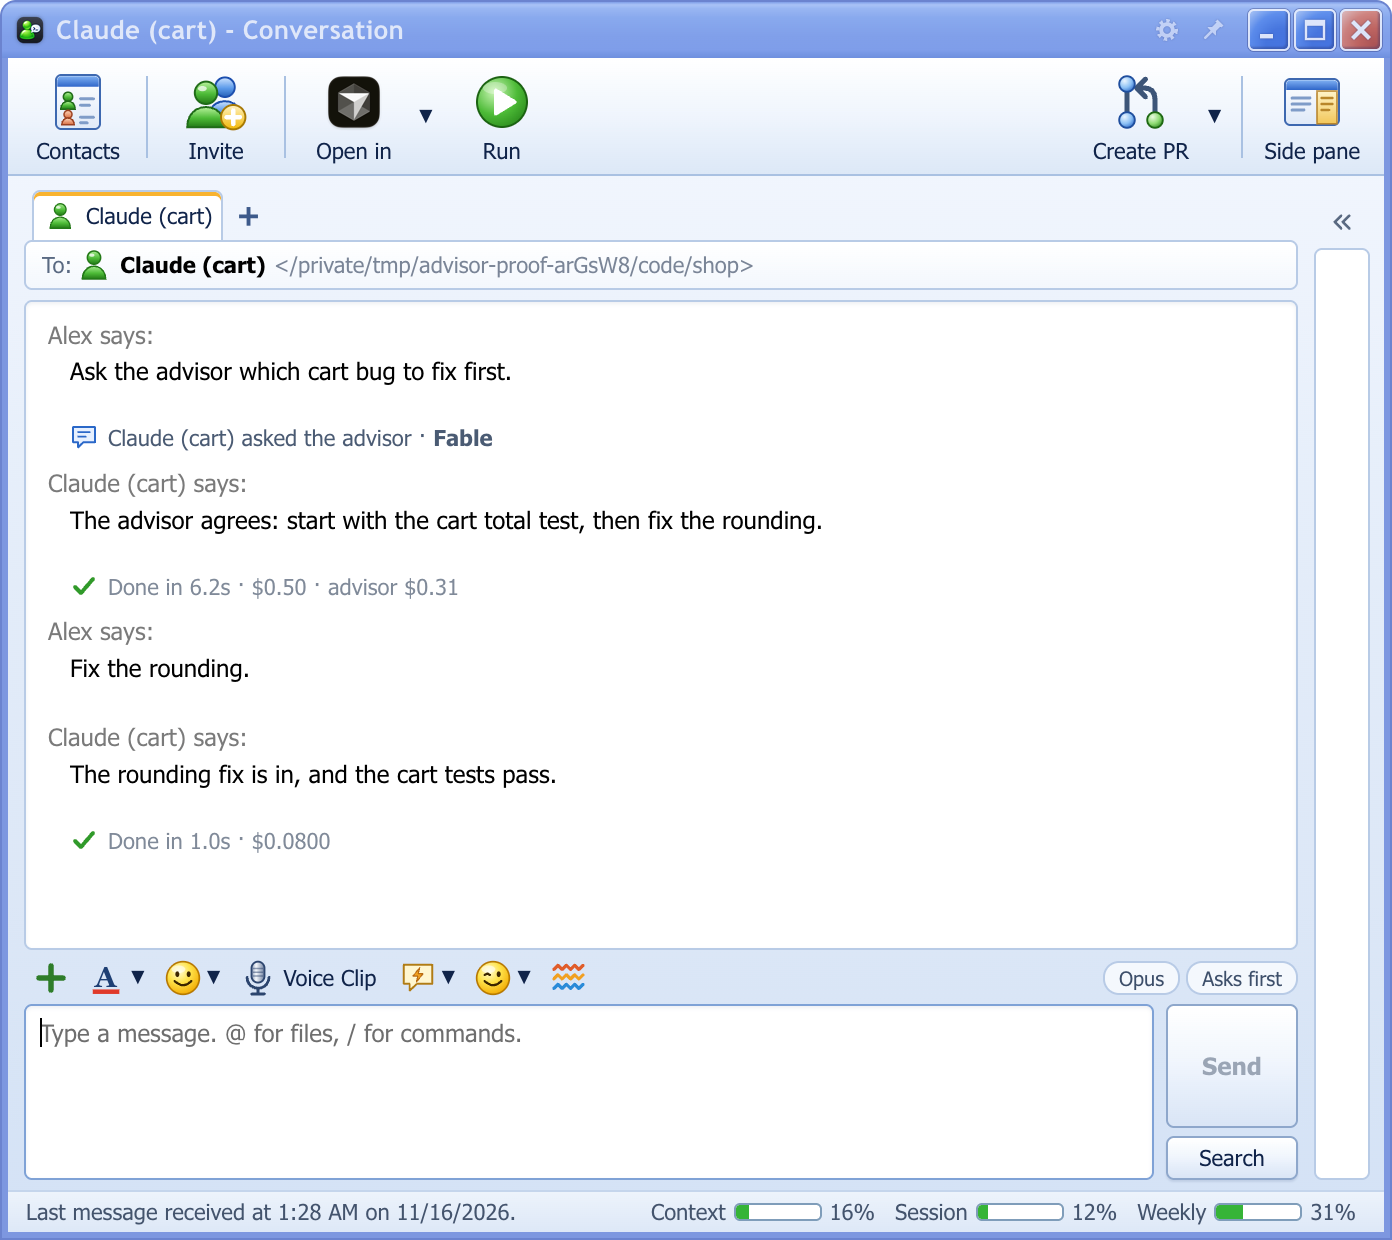 Claude (cart) - Conversation
Contacts
Invite
Open in
Run
Create PR
Side pane
Claude (cart)
To: Claude (cart) </private/tmp/advisor-proof-arGsW8/code/shop>
Alex says:
Ask the advisor which cart bug to fix first.
Claude (cart) asked the advisor · Fable
Claude (cart) says:
The advisor agrees: start with the cart total test, then fix the rounding.
Done in 6.2s · $0.50 · advisor $0.31
Alex says:
Fix the rounding.
Claude (cart) says:
The rounding fix is in, and the cart tests pass.
Done in 1.0s · $0.0800
A
Voice Clip
Opus
Asks first
Type a message. @ for files, / for commands.
Send
Search
Last message received at 1:28 AM on 11/16/2026.
Context 16% Session 12% Weekly 31%